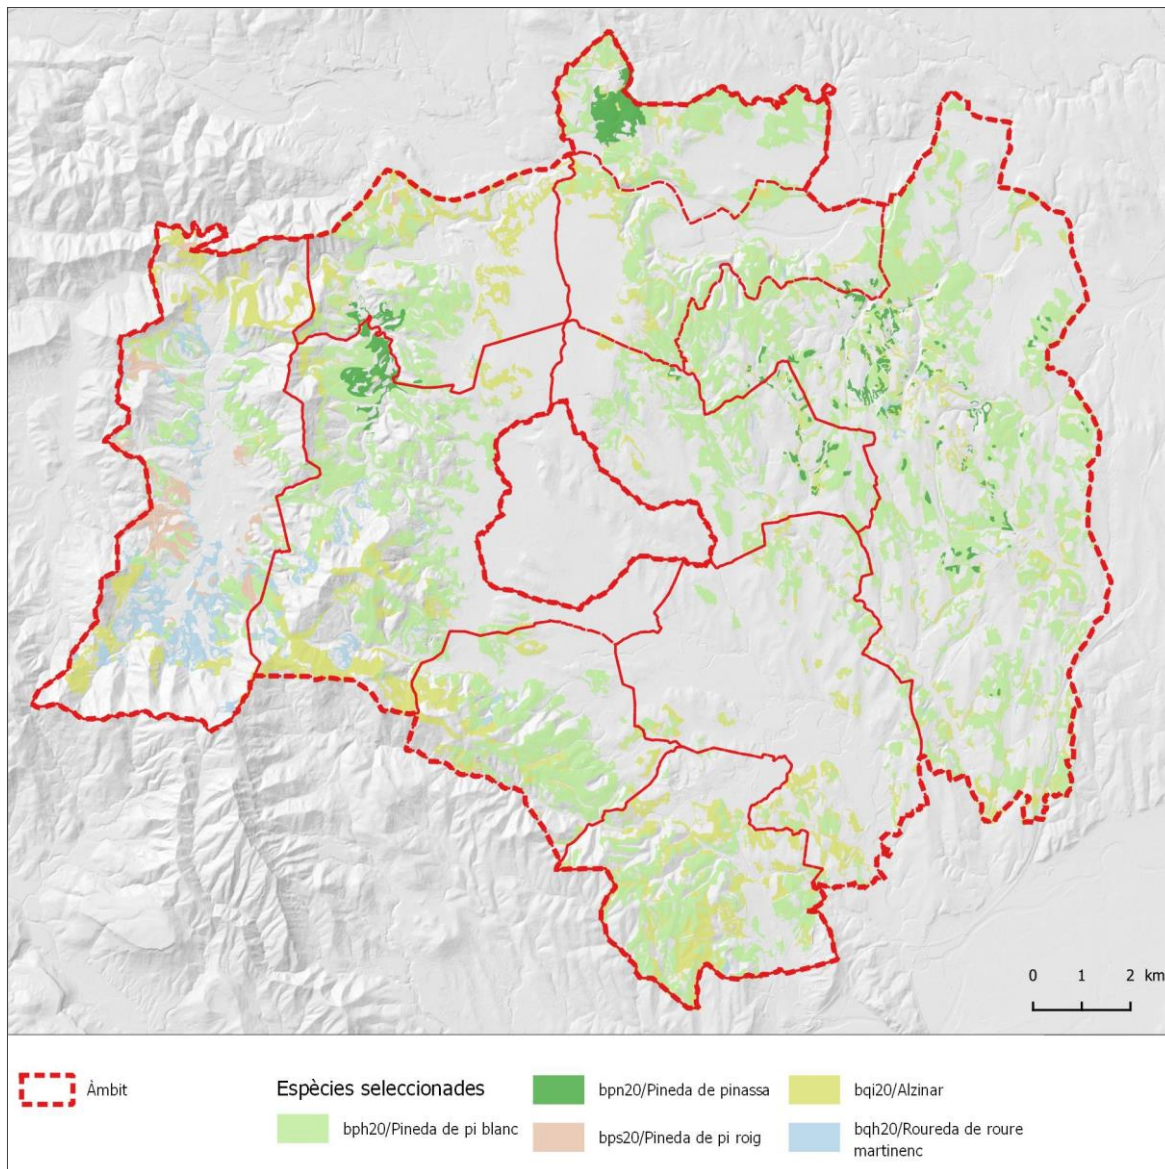 0 1 2 km
Àmbit
Espècies seleccionades
bph20/Pineda de pi blanc
bpn20/Pineda de pinassa
bps20/Pineda de pi roig
bqi20/Alzinar
bqh20/Roureda de roure
martinenc